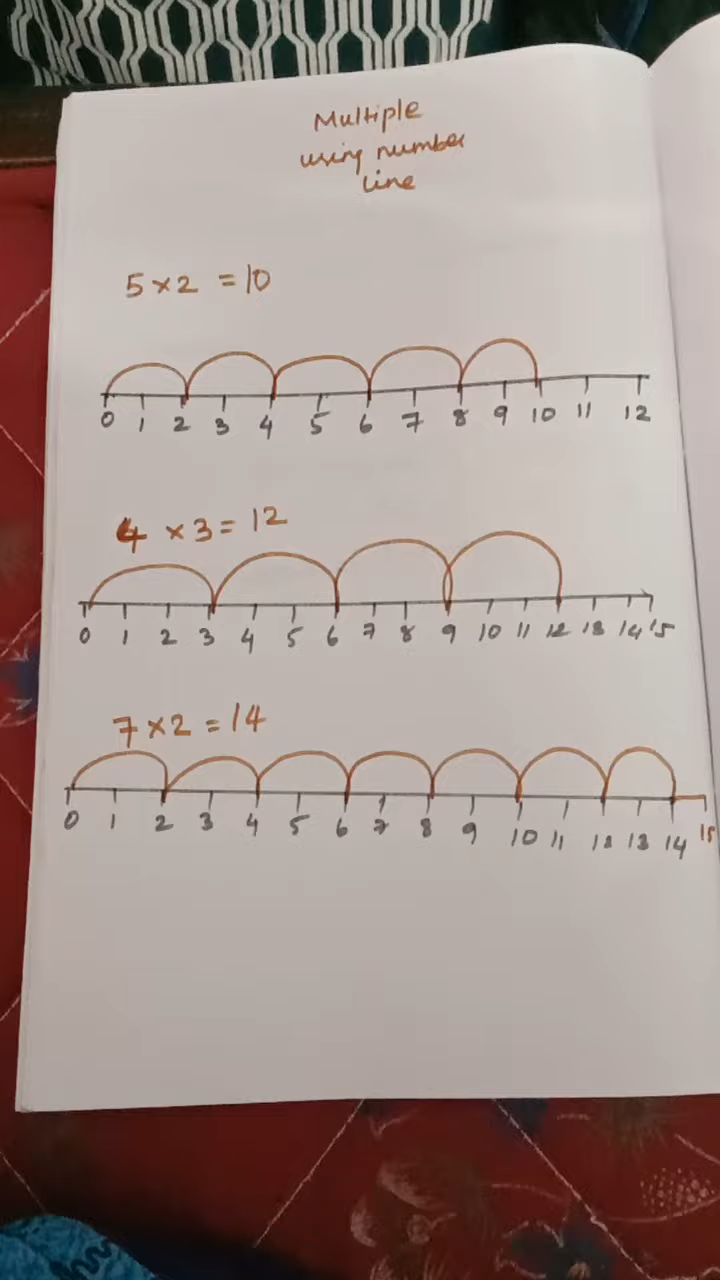 Multiple
using number
line
5 × 2 = 10
0 1 2 3 4 5 6 7 8 9 10 11 12
4 × 3 = 12
0 1 2 3 4 5 6 7 8 9 10 11 12 13 14 15
7 × 2 = 14
0 1 2 3 4 5 6 7 8 9 10 11 12 13 14 15